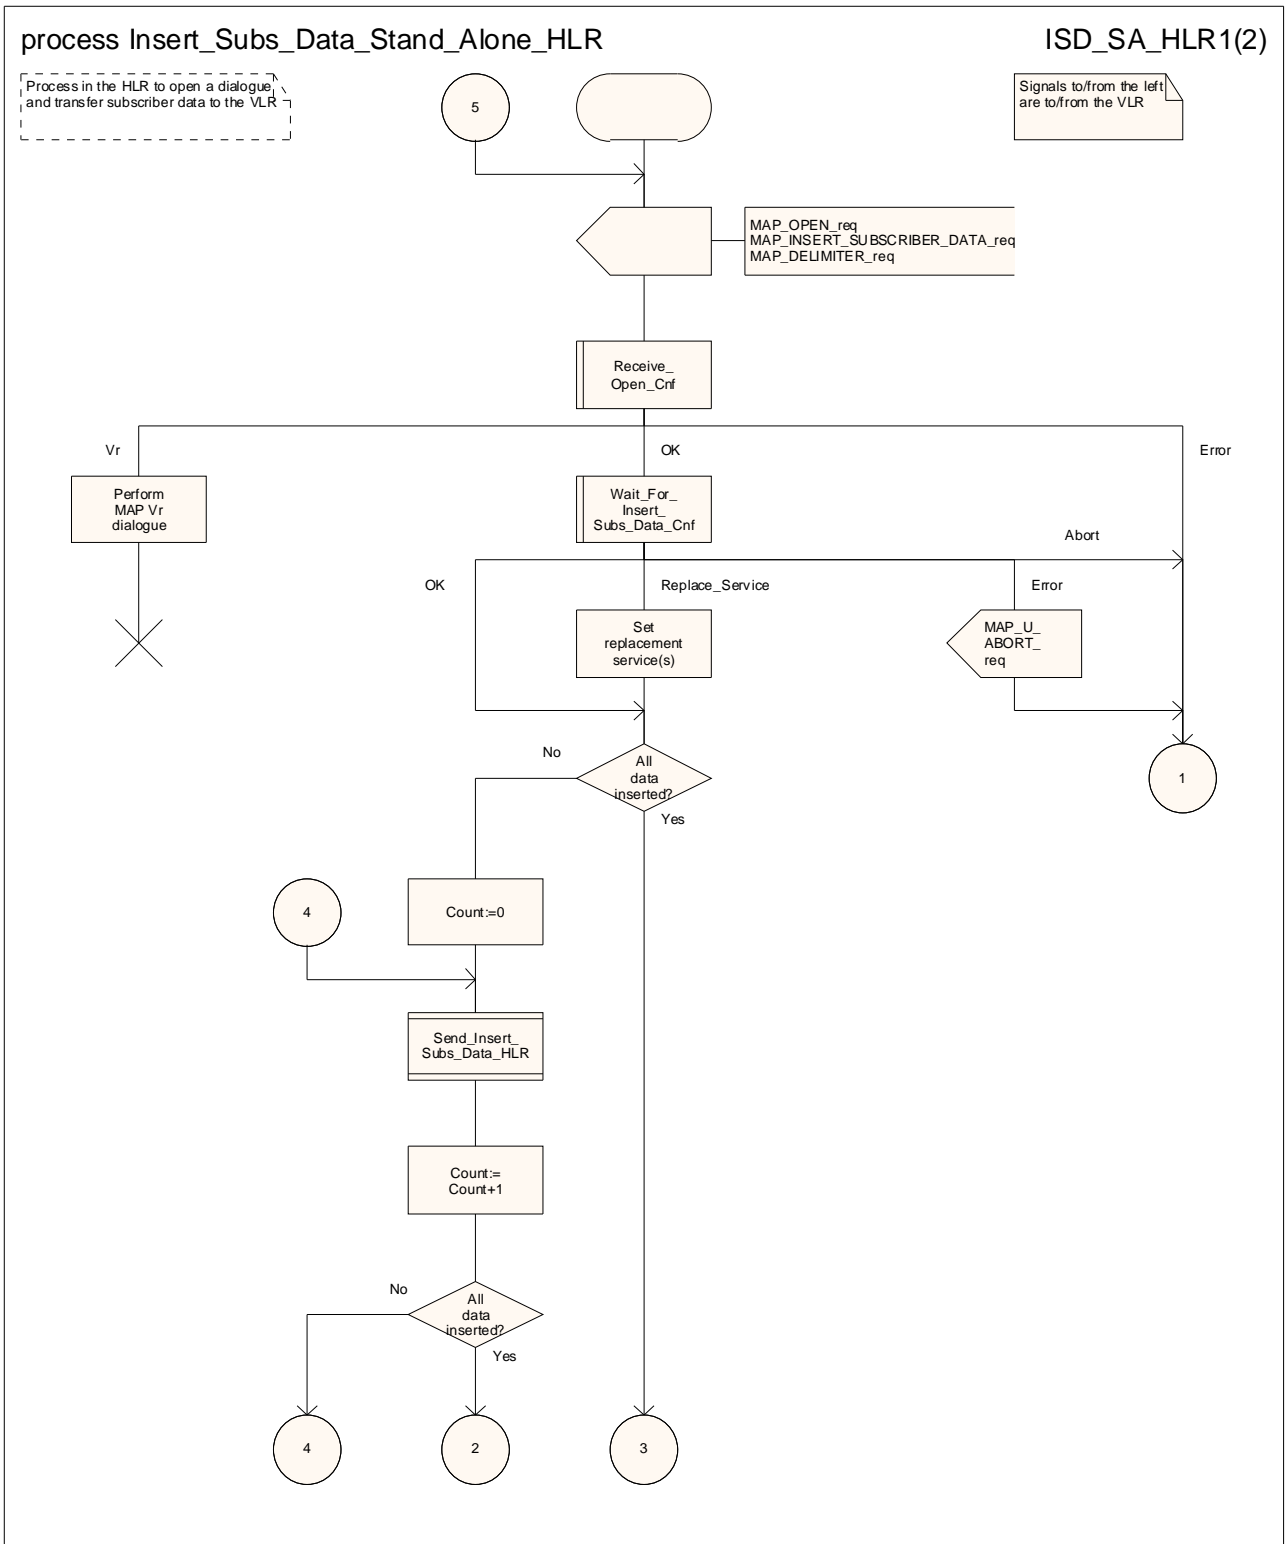 process Insert_Subs_Data_Stand_Alone_HLR
ISD_SA_HLR1(2)
Process in the HLR to open a dialogue
and transfer subscriber data to the VLR
5
Signals to/from the left
are to/from the VLR
MAP_OPEN_req
MAP_INSERT_SUBSCRIBER_DATA_req
MAP_DELIMITER_req
Receive_
Open_Cnf
Vr
OK
Error
Perform
MAP Vr
dialogue
Wait_For_
Insert_
Subs_Data_Cnf
Abort
OK
Replace_Service
Error
Set
replacement
service(s)
MAP_U_
ABORT_
req
No
All
data
inserted?
Yes
1
4
Count:=0
Send_Insert_
Subs_Data_HLR
Count:=
Count+1
No
All
data
inserted?
Yes
4
2
3